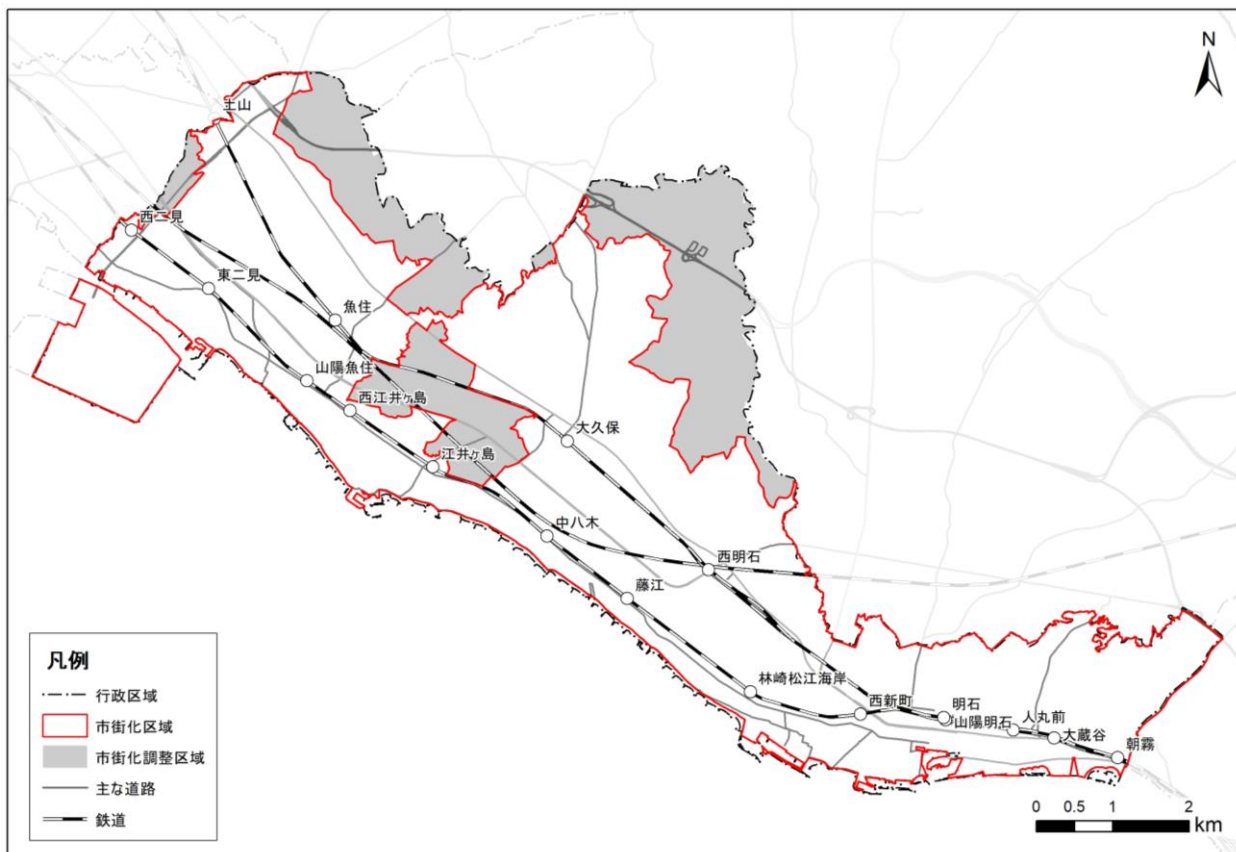 N
土山
西二見
東二見
魚住
山陽魚住
西江井ヶ島
大久保
江井ヶ島
中八木
西明石
藤江
林崎松江海岸
西新町
明石
山陽明石
人丸前
大蔵谷
朝霧
凡例
行政区域
市街化区域
市街化調整区域
主な道路
鉄道
0 0.5 1 2
km